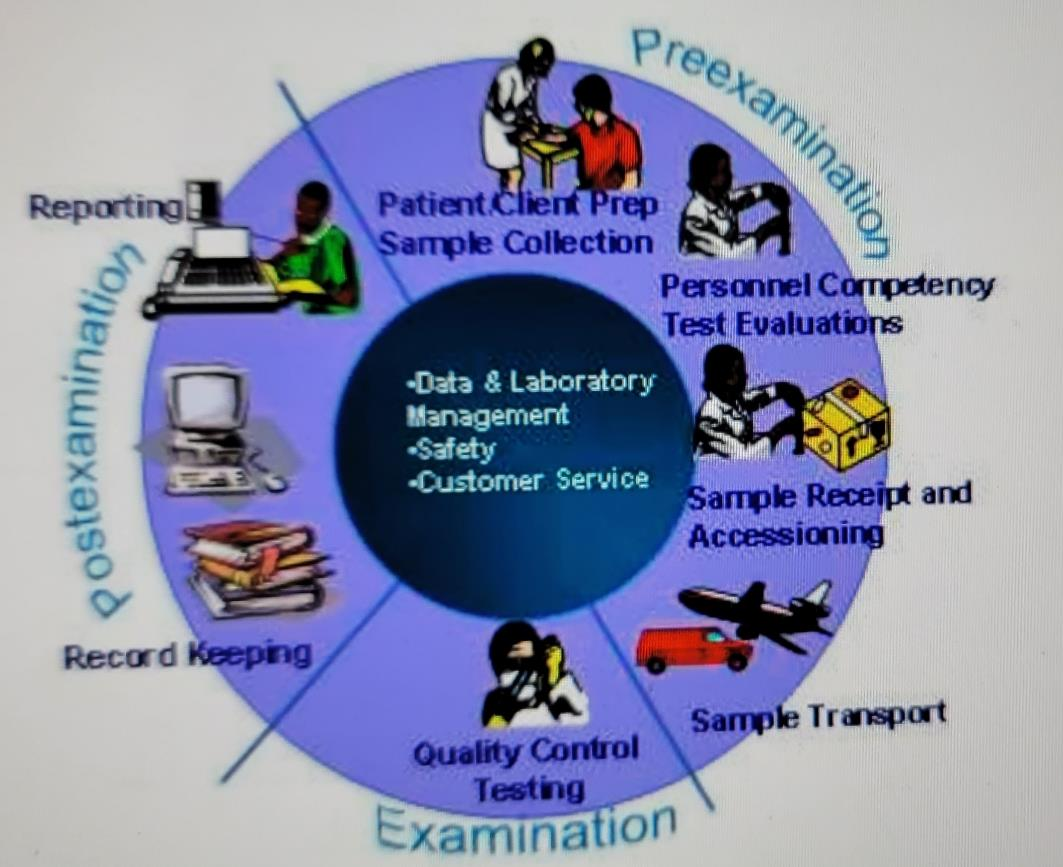 Preexamination
Patient.Client Prep
Sample Collection
Personnel Competency
Test Evaluations
Sample Receipt and
Accessioning
Sample Transport
Examination
Quality Control
Testing
Postexamination
Reporting
Record Keeping
•Data & Laboratory
Management
•Safety
•Customer Service